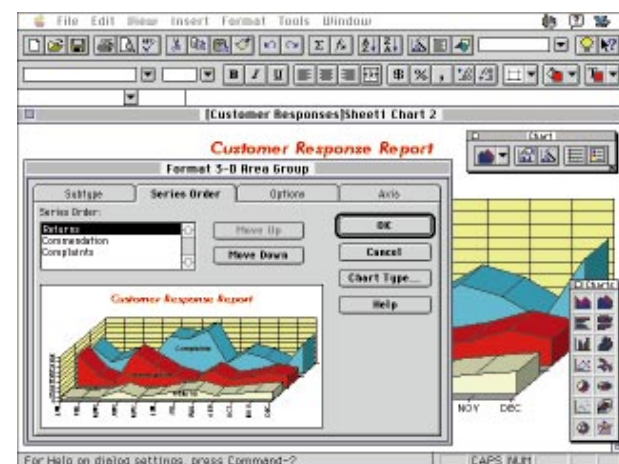 File Edit View Insert Format Tools Window
[Customer Responses]Sheet1 Chart 2
Customer Response Report
Chart
Format 3-D Area Group
Subtype Series Order Options Axis
Series Order:
Returns
Commendation
Complaints
Move Up
Move Down
OK
Cancel
Chart Type...
Help
Customer Response Report
Complaints
Returns
Charts
NOV DEC
For Help on dialog settings, press Command-?
CAPS NUM